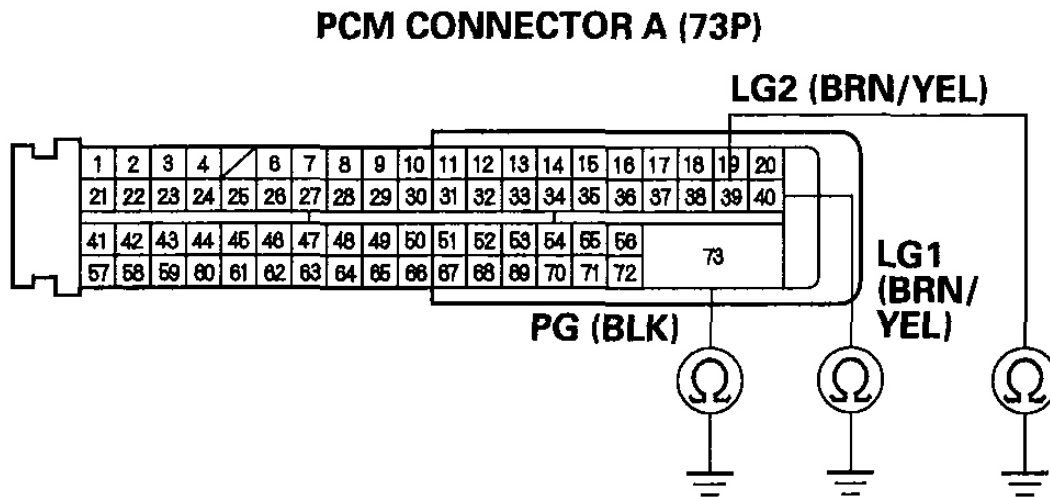 PCM CONNECTOR A (73P)
LG2 (BRN/YEL)
1 2 3 4 6 7 8 9 10 11 12 13 14 15 16 17 18 19 20
21 22 23 24 25 26 27 28 29 30 31 32 33 34 35 36 37 38 39 40
41 42 43 44 45 46 47 48 49 50 51 52 53 54 55 56
73
57 58 59 60 61 62 63 64 65 66 67 68 69 70 71 72
LG1
(BRN/
YEL)
PG (BLK)
Ω Ω Ω